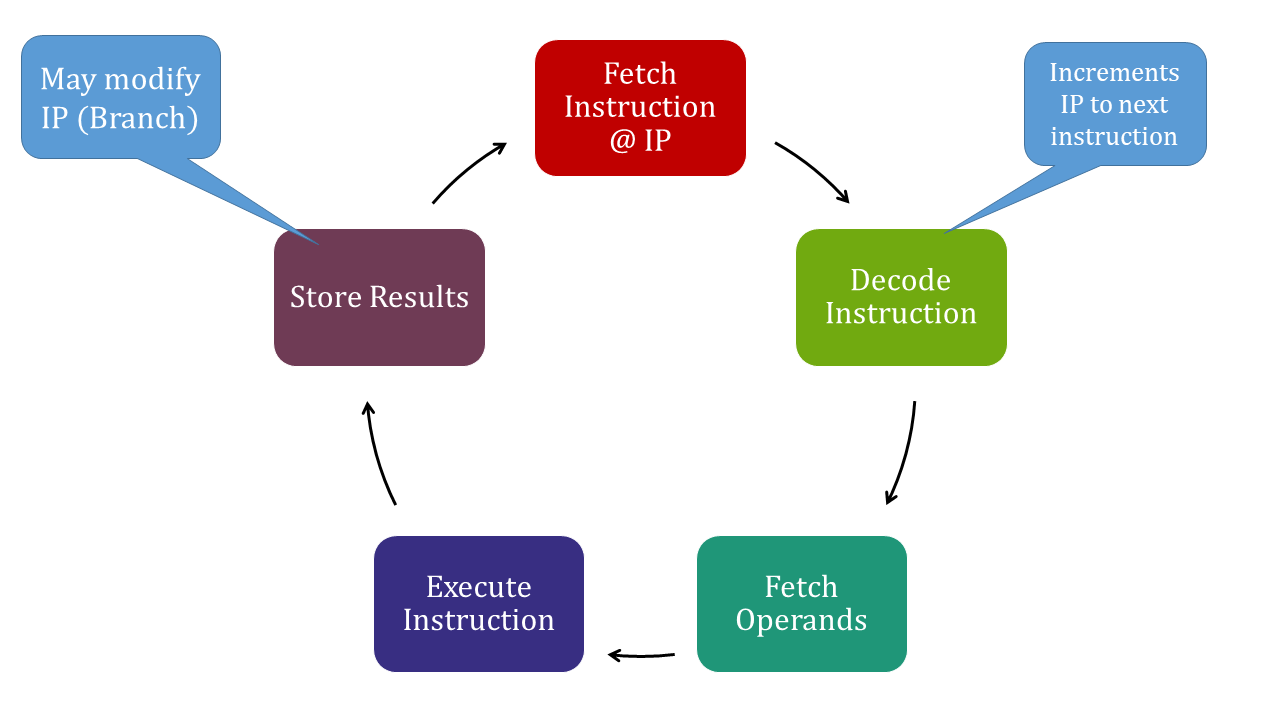 May modify
IP (Branch)
Fetch
Instruction
@ IP
Increments
IP to next
instruction
Store Results
Decode
Instruction
Execute
Instruction
Fetch
Operands